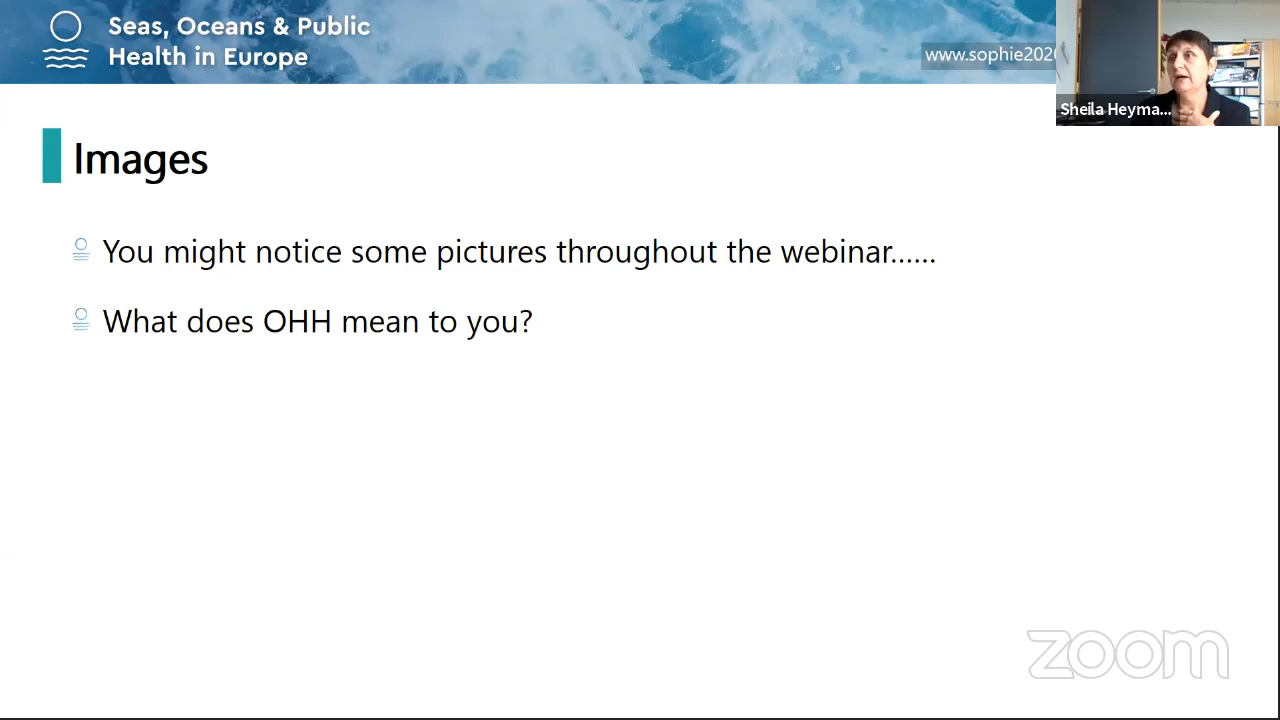 Seas, Oceans & Public
Health in Europe
www.sophie202
Sheila Heyma...
Images
You might notice some pictures throughout the webinar......
What does OHH mean to you?
zoom